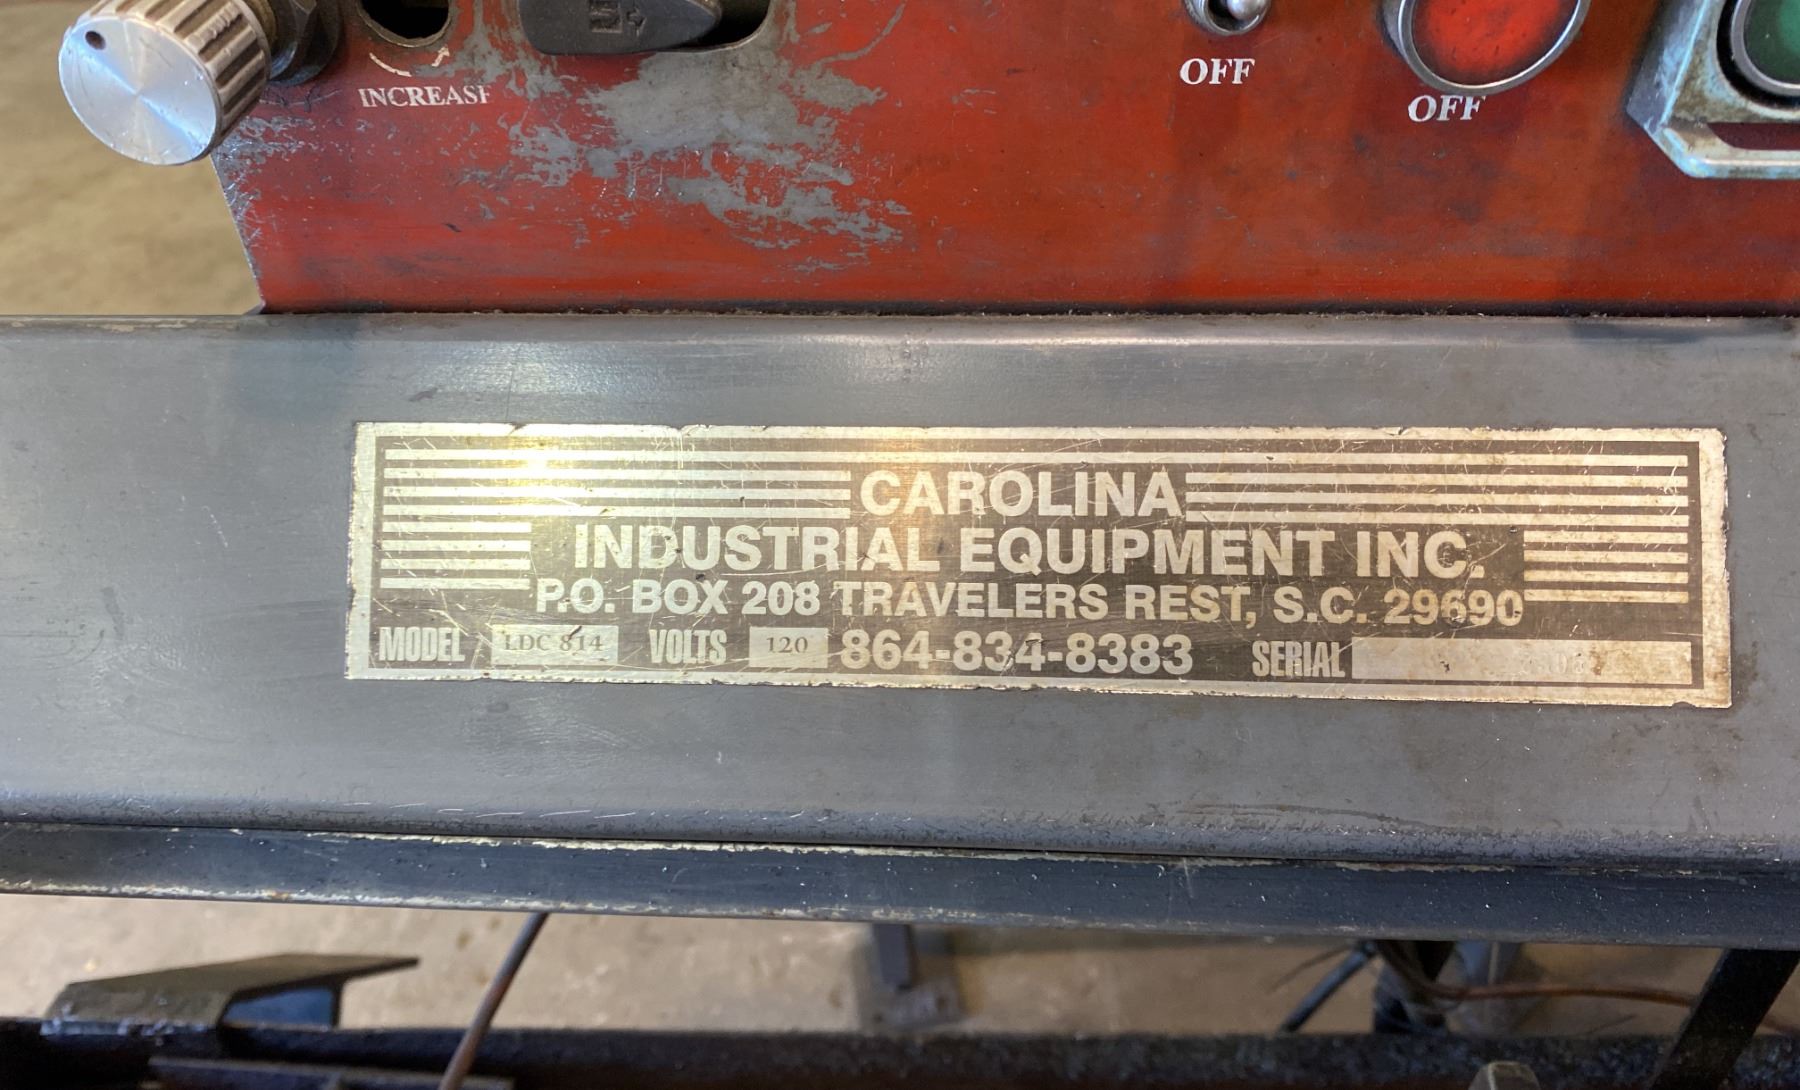 OFF
INCREASE
OFF
CAROLINA
INDUSTRIAL EQUIPMENT INC.
P.O. BOX 208 TRAVELERS REST, S.C. 29690
MODEL LDC 814 VOLTS 120 864-834-8383 SERIAL